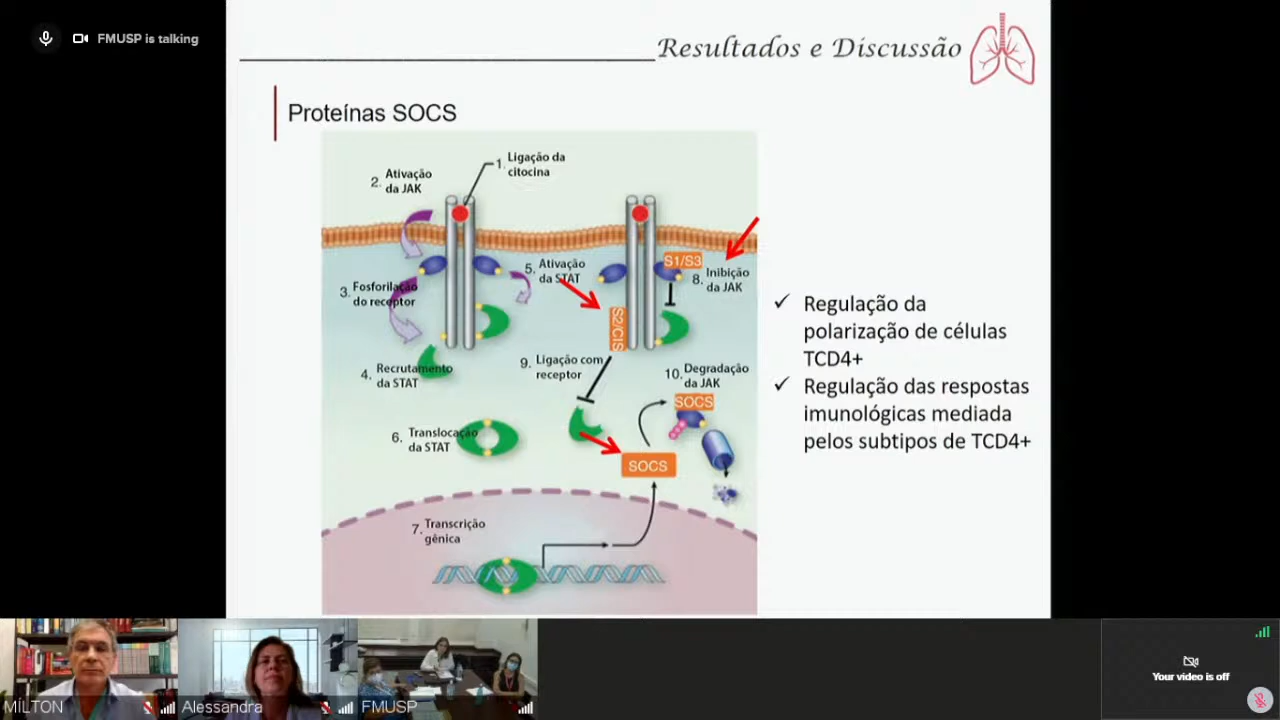 FMUSP is talking
Resultados e Discussão
Proteínas SOCS
1. Ligação da
citocina
2. Ativação
da JAK
3. Fosforilação
do receptor
4. Recrutamento
da STAT
5. Ativação
da STAT
6. Translocação
da STAT
7. Transcrição
gênica
S1/S3
8. Inibição
da JAK
S2/CIS
9. Ligação com
receptor
10. Degradação
da JAK
SOCS
SOCS
✓ Regulação da
polarização de células
TCD4+
✓ Regulação das respostas
imunológicas mediada
pelos subtipos de TCD4+
MILTON
Alessandra
FMUSP
Your video is off